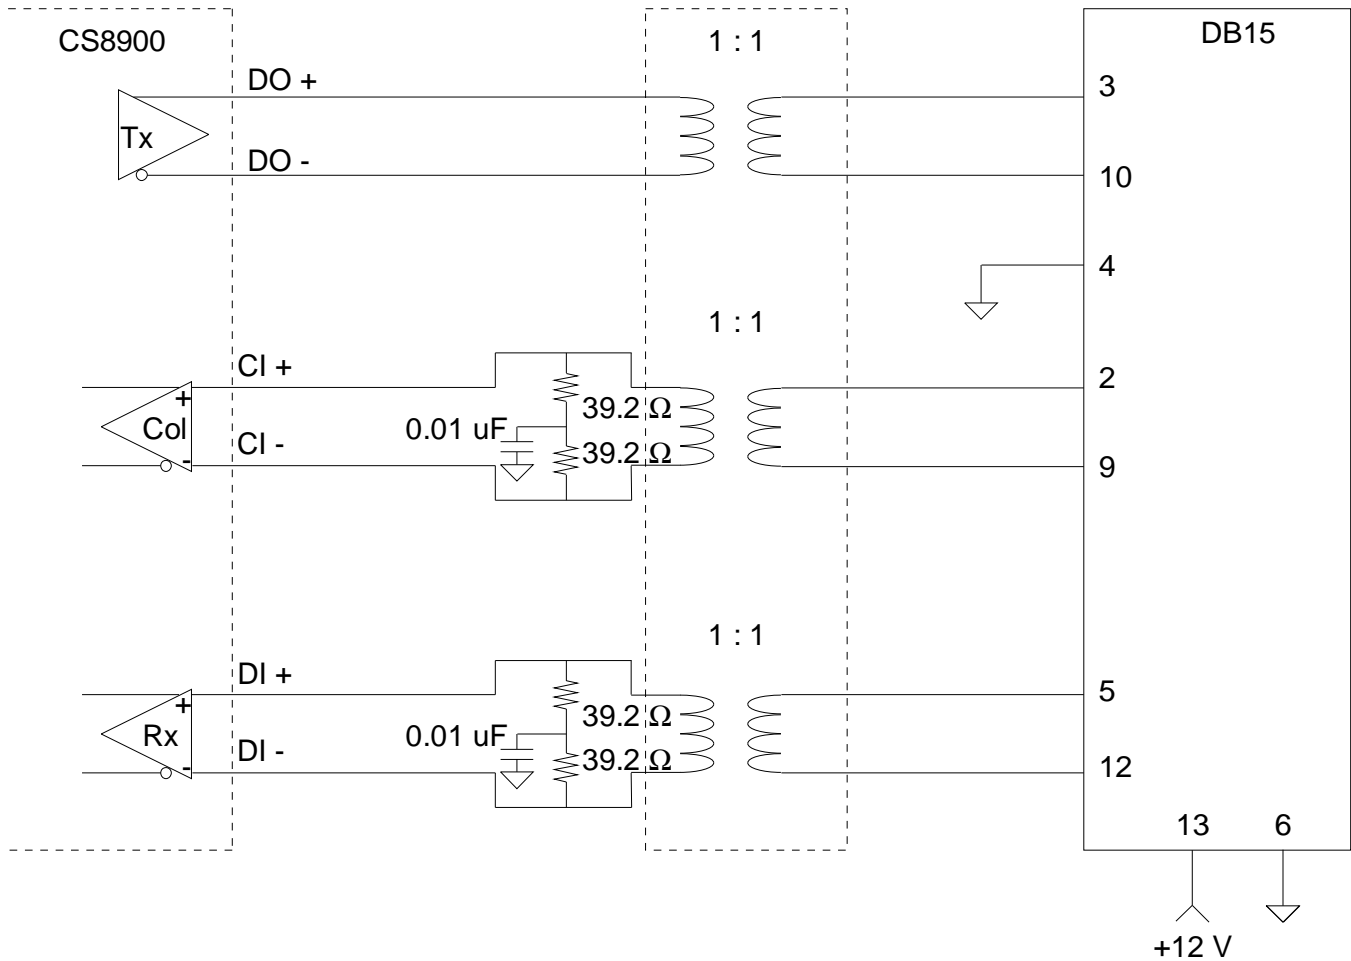 CS8900
1 : 1
DB15
DO +
3
Tx
DO -
10
4
1 : 1
CI +
2
+
39.2 Ω
Col
0.01 uF
CI -
39.2 Ω
-
9
1 : 1
DI +
5
+
39.2 Ω
Rx
0.01 uF
DI -
39.2 Ω
-
12
13
6
+12 V